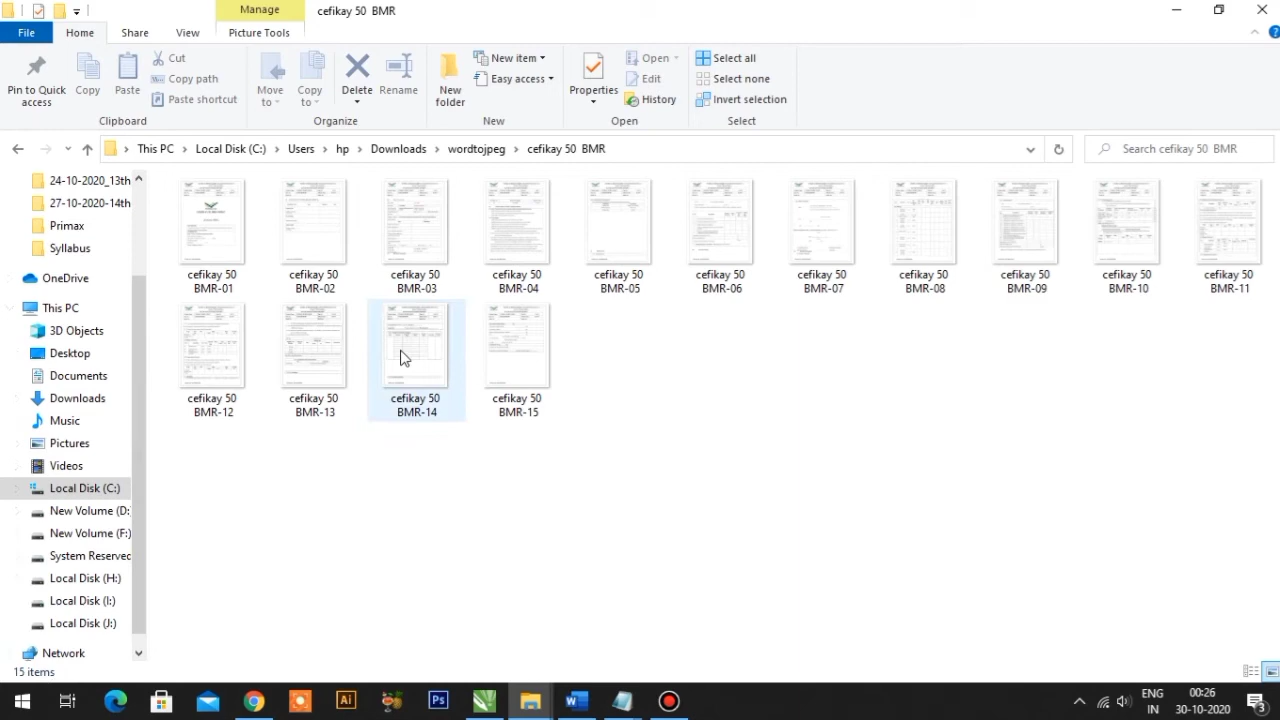 Manage
cefikay 50 BMR
File
Home
Share
View
Picture Tools
Pin to Quick access
Copy
Paste
Cut
Copy path
Paste shortcut
Clipboard
Move to
Copy to
Delete
Rename
Organize
New folder
New item
Easy access
New
Properties
Open
Edit
History
Open
Select all
Select none
Invert selection
Select
This PC > Local Disk (C:) > Users > hp > Downloads > wordtojpeg > cefikay 50 BMR
Search cefikay 50 BMR
24-10-2020_13th
27-10-2020-14th
Primax
Syllabus
OneDrive
This PC
3D Objects
Desktop
Documents
Downloads
Music
Pictures
Videos
Local Disk (C:)
New Volume (D:
New Volume (F:)
System Reserved
Local Disk (H:)
Local Disk (I:)
Local Disk (J:)
Network
cefikay 50 BMR-01
cefikay 50 BMR-02
cefikay 50 BMR-03
cefikay 50 BMR-04
cefikay 50 BMR-05
cefikay 50 BMR-06
cefikay 50 BMR-07
cefikay 50 BMR-08
cefikay 50 BMR-09
cefikay 50 BMR-10
cefikay 50 BMR-11
cefikay 50 BMR-12
cefikay 50 BMR-13
cefikay 50 BMR-14
cefikay 50 BMR-15
15 items
Ai
Ps
W
ENG
IN
00:26
30-10-2020
3